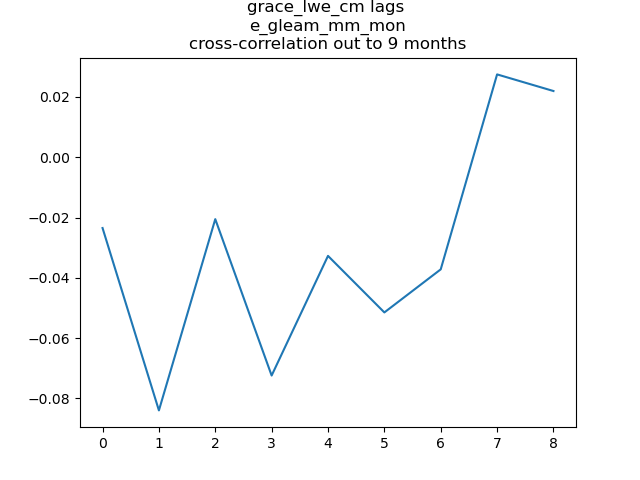 grace_lwe_cm lags
e_gleam_mm_mon
cross-correlation out to 9 months
0.02
0.00
−0.02
−0.04
−0.06
−0.08
0 1 2 3 4 5 6 7 8